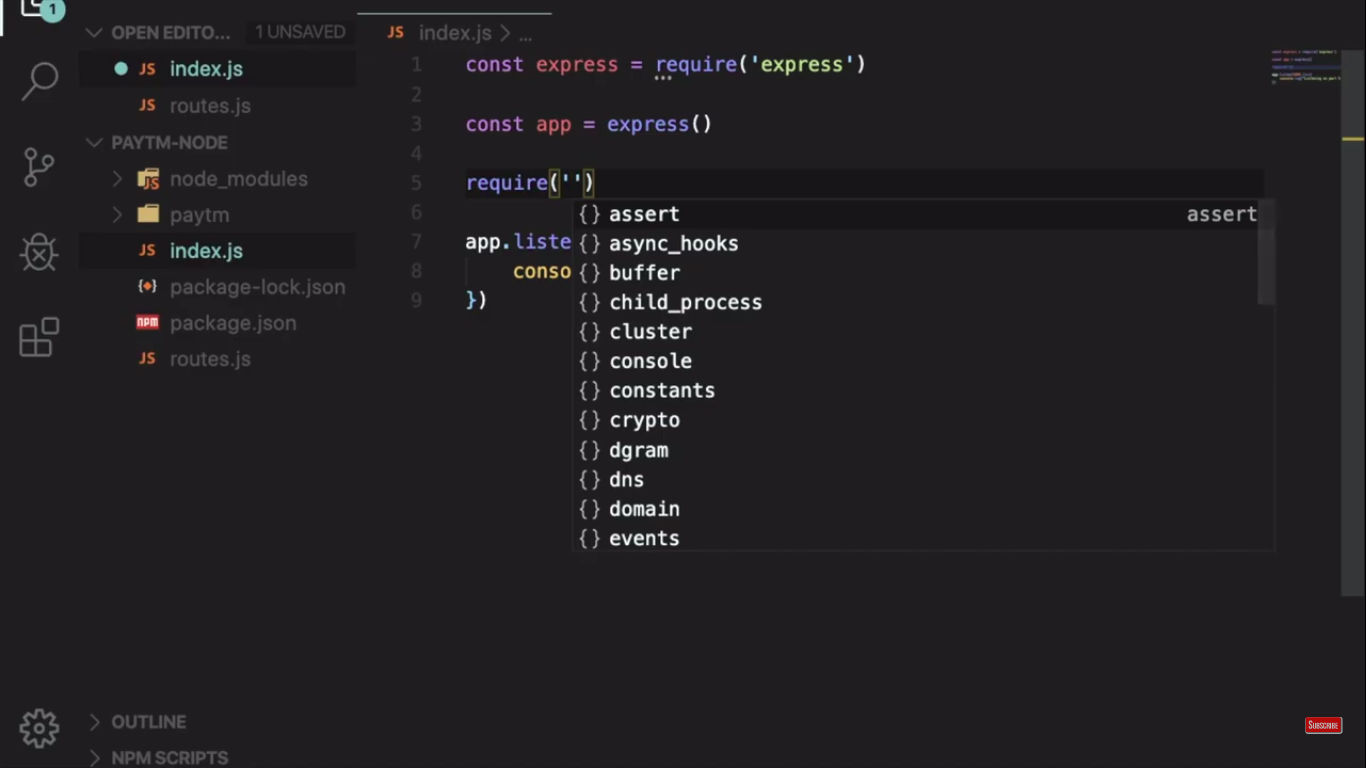 1
OPEN EDITO... 1 UNSAVED
JS index.js
JS routes.js
PAYTM-NODE
JS node_modules
paytm
JS index.js
package-lock.json
npm package.json
JS routes.js
OUTLINE
NPM SCRIPTS
JS index.js > ...
1 const express = require('express')
2
3 const app = express()
4
5 require('')
6
7 app.liste
8 conso
9 })
{} assert assert
{} async_hooks
{} buffer
{} child_process
{} cluster
{} console
{} constants
{} crypto
{} dgram
{} dns
{} domain
{} events
SUBSCRIBE